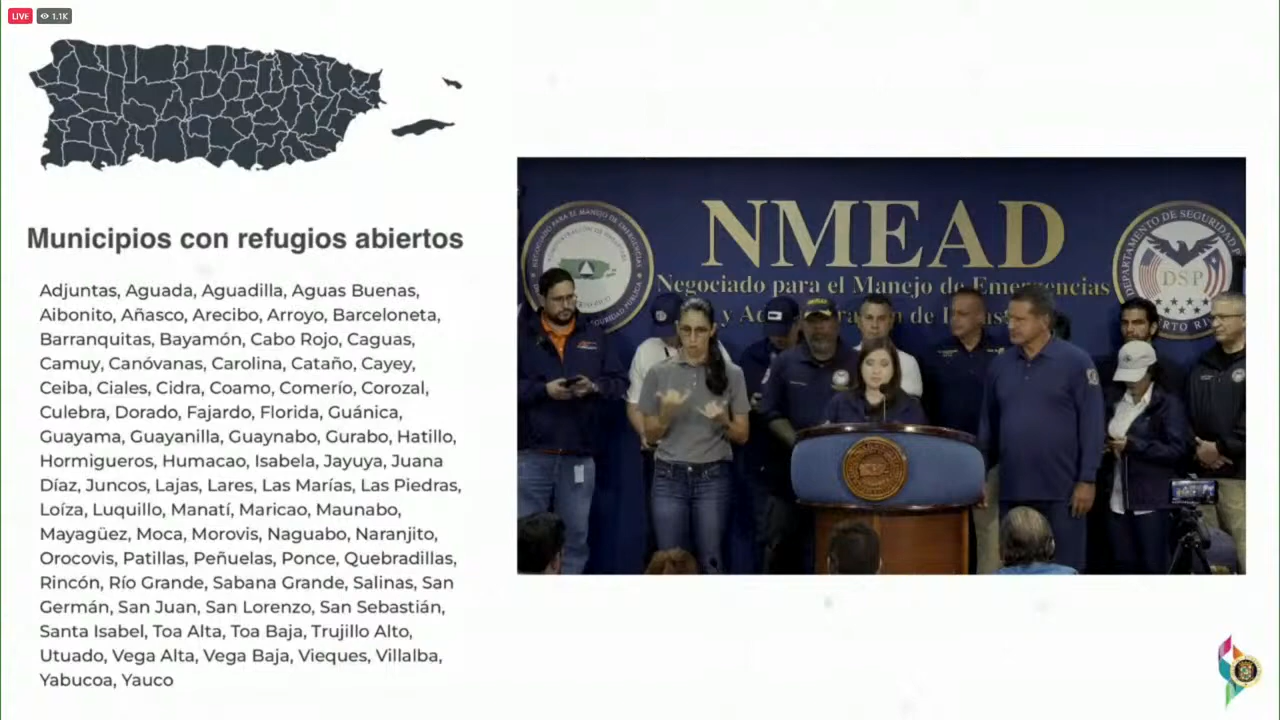 LIVE
1.1K
Municipios con refugios abiertos
Adjuntas, Aguada, Aguadilla, Aguas Buenas,
Aibonito, Añasco, Arecibo, Arroyo, Barceloneta,
Barranquitas, Bayamón, Cabo Rojo, Caguas,
Camuy, Canóvanas, Carolina, Cataño, Cayey,
Ceiba, Ciales, Cidra, Coamo, Comerío, Corozal,
Culebra, Dorado, Fajardo, Florida, Guánica,
Guayama, Guayanilla, Guaynabo, Gurabo, Hatillo,
Hormigueros, Humacao, Isabela, Jayuya, Juana
Díaz, Juncos, Lajas, Lares, Las Marías, Las Piedras,
Loíza, Luquillo, Manatí, Maricao, Maunabo,
Mayagüez, Moca, Morovis, Naguabo, Naranjito,
Orocovis, Patillas, Peñuelas, Ponce, Quebradillas,
Rincón, Río Grande, Sabana Grande, Salinas, San
Germán, San Juan, San Lorenzo, San Sebastián,
Santa Isabel, Toa Alta, Toa Baja, Trujillo Alto,
Utuado, Vega Alta, Vega Baja, Vieques, Villalba,
Yabucoa, Yauco
NMEAD
Negociado para el Manejo de Emergencias
y de
DEPARTAMENTO DE SEGURIDAD
DSP